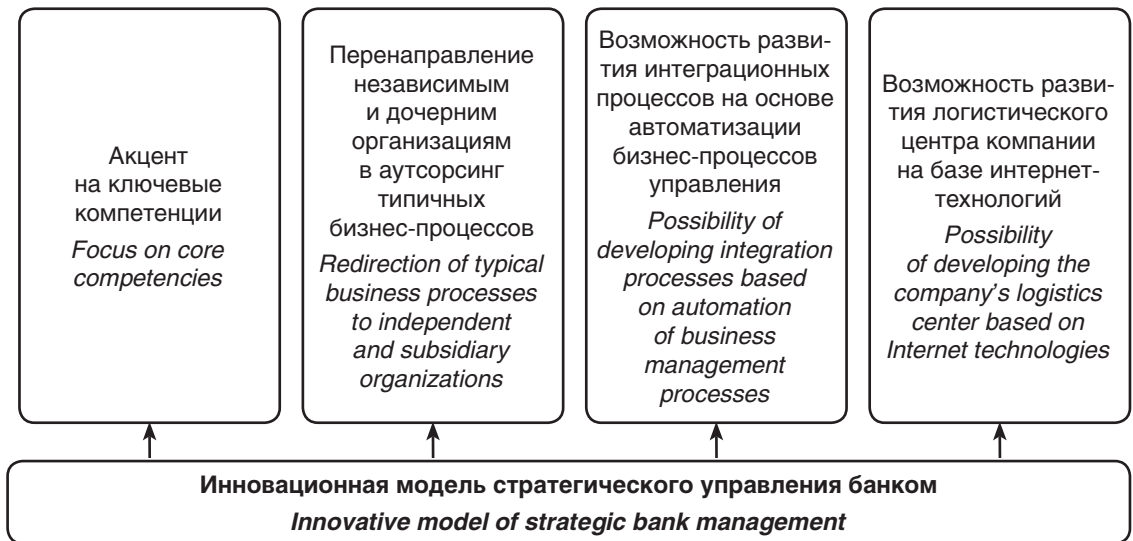 Акцент
на ключевые
компетенции
Focus on core
competencies
Перенаправление
независимым
и дочерним
организациям
в аутсорсинг
типичных
бизнес-процессов
Redirection of typical
business processes
to independent
and subsidiary
organizations
Возможность разви-
тия интеграционных
процессов на основе
автоматизации
бизнес-процессов
управления
Possibility of
developing integration
processes based
on automation
of business
management
processes
Возможность разви-
тия логистического
центра компании
на базе интернет-
технологий
Possibility
of developing the
company's logistics
center based on
Internet technologies
Инновационная модель стратегического управления банком
Innovative model of strategic bank management